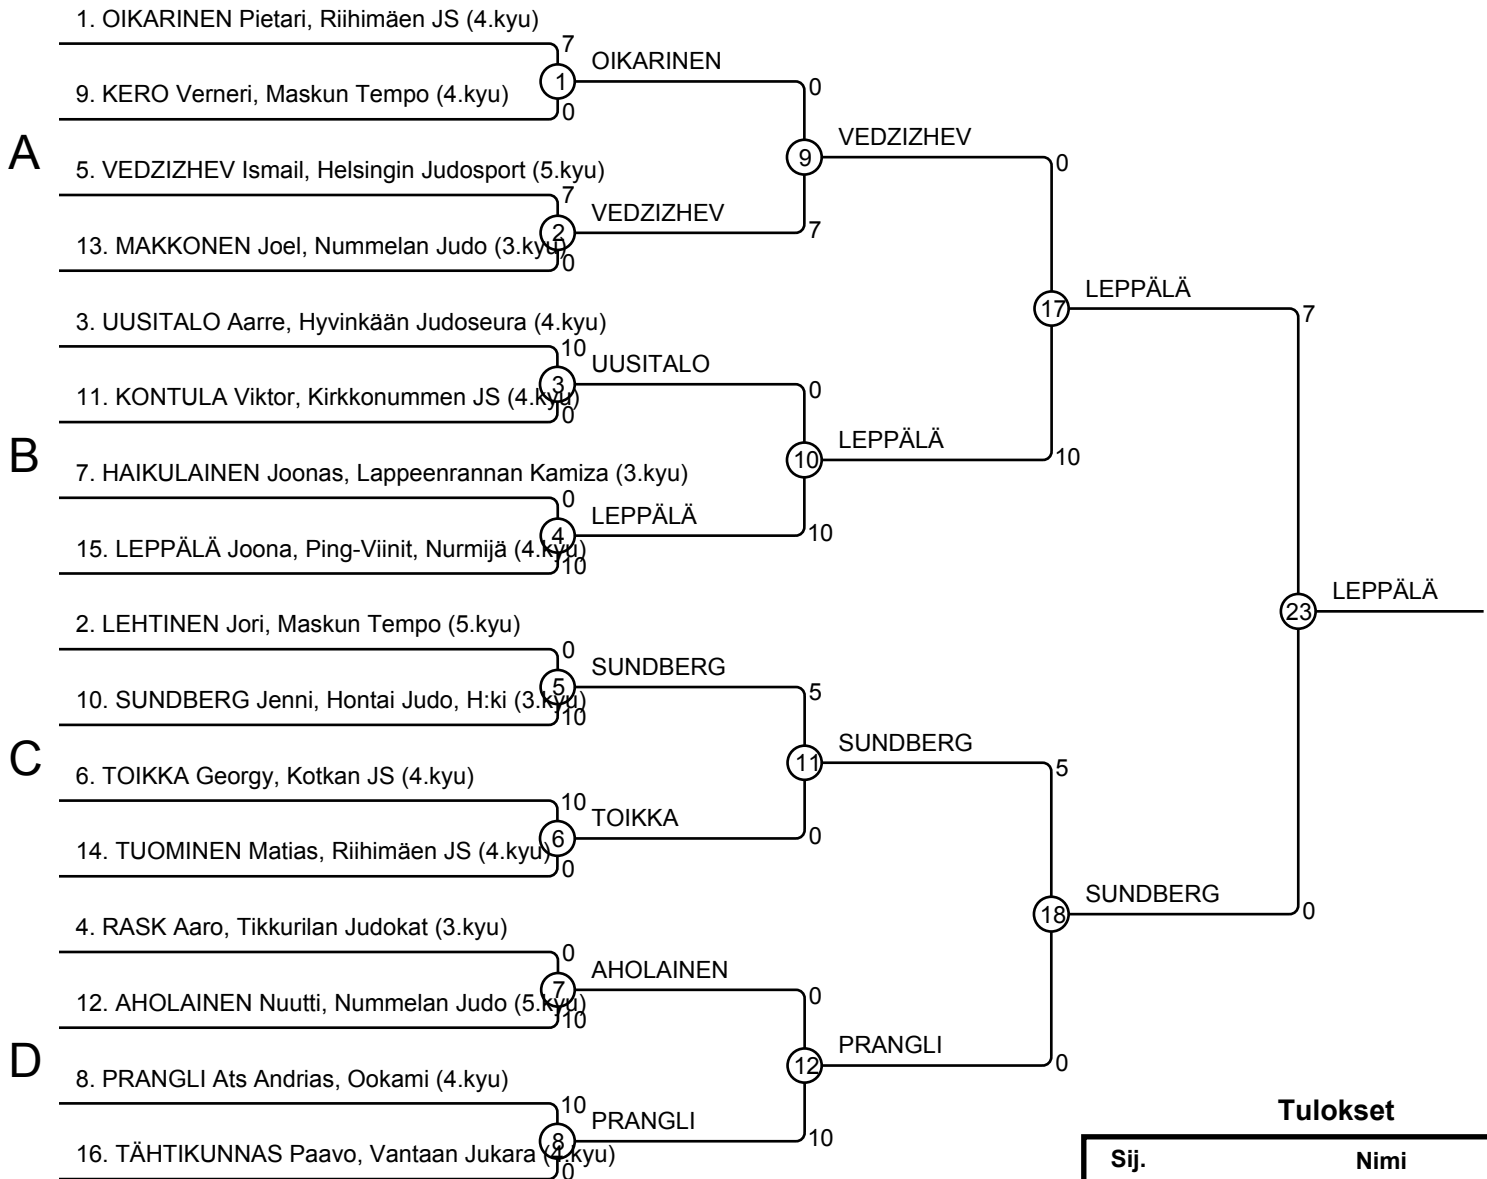 1. OIKARINEN Pietari, Riihimäen JS (4.kyu)
7
1
OIKARINEN
9. KERO Verneri, Maskun Tempo (4.kyu)
0
0
A
9
VEDZIZHEV
5. VEDZIZHEV Ismail, Helsingin Judosport (5.kyu)
7
0
2
VEDZIZHEV
7
13. MAKKONEN Joel, Nummelan Judo (3.kyu)
0
17
LEPPÄLÄ
7
3. UUSITALO Aarre, Hyvinkään Judoseura (4.kyu)
10
3
UUSITALO
0
11. KONTULA Viktor, Kirkkonummen JS (4.kyu)
0
B
10
LEPPÄLÄ
10
7. HAIKULAINEN Joonas, Lappeenrannan Kamiza (3.kyu)
0
4
LEPPÄLÄ
10
15. LEPPÄLÄ Joona, Ping-Viinit, Nurmijä (4.kyu)
10
23
LEPPÄLÄ
2. LEHTINEN Jori, Maskun Tempo (5.kyu)
0
5
SUNDBERG
5
10. SUNDBERG Jenni, Hontai Judo, H:ki (3.kyu)
10
C
11
SUNDBERG
5
6. TOIKKA Georgy, Kotkan JS (4.kyu)
10
6
TOIKKA
0
14. TUOMINEN Matias, Riihimäen JS (4.kyu)
0
18
SUNDBERG
0
4. RASK Aaro, Tikkurilan Judokat (3.kyu)
0
7
AHOLAINEN
0
12. AHOLAINEN Nuutti, Nummelan Judo (5.kyu)
10
D
12
PRANGLI
0
8. PRANGLI Ats Andrias, Ookami (4.kyu)
10
8
PRANGLI
10
16. TÄHTIKUNNAS Paavo, Vantaan Jukara (4.kyu)
0
Tulokset
Sij. Nimi